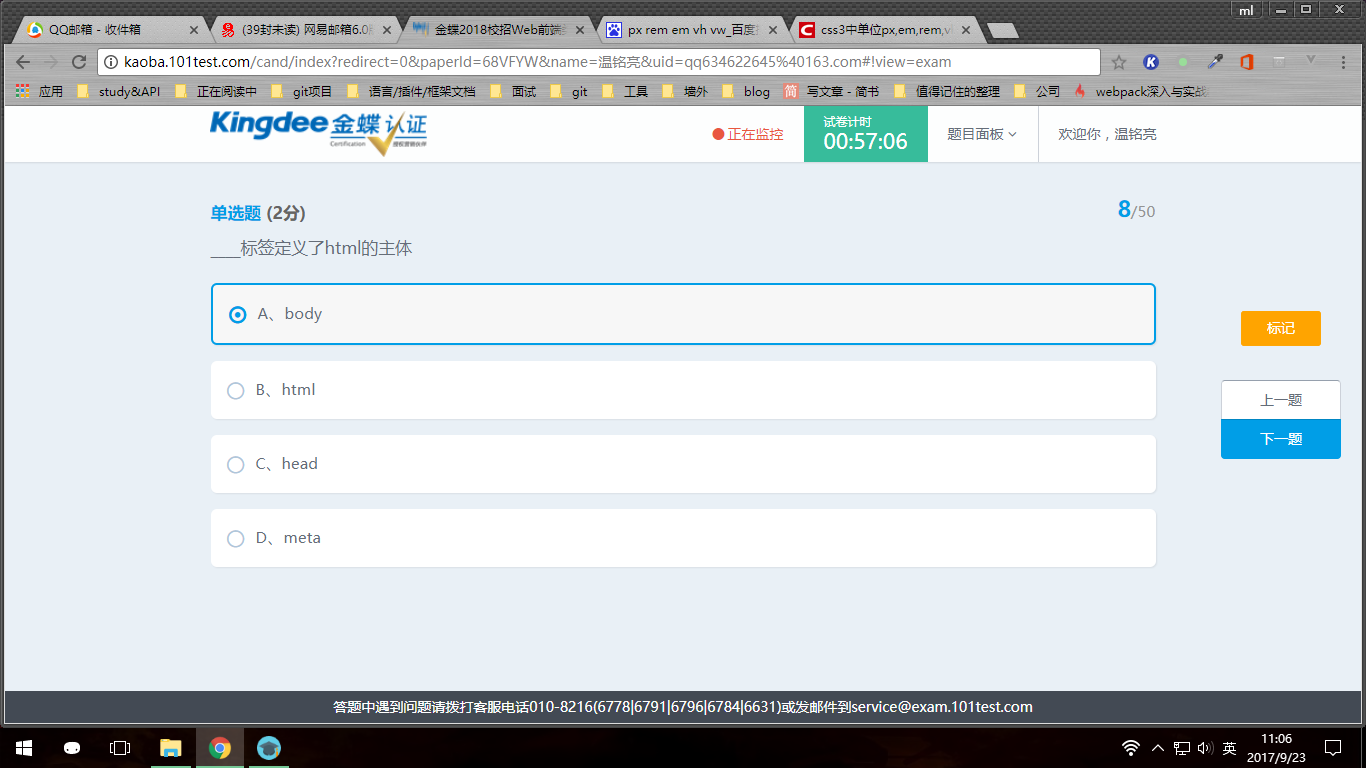 ml
QQ邮箱 - 收件箱
(39封未读) 网易邮箱6.0
金蝶2018校招Web前端
px rem em vh vw_百度
css3中单位px,em,rem,v
kaoba.101test.com/cand/index?redirect=0&paperId=68VFYW&name=温铭亮&uid=qq634622645%40163.com#!view=exam
应用 study&API 正在阅读中 git项目 语言/插件/框架文档 面试 git 工具 墙外 blog 简 写文章 - 简书 值得记住的整理 公司 webpack深入与实战
Kingdee金蝶 认证
Certification 授权营销伙伴
正在监控
试卷计时
00:57:06
题目面板
欢迎你，温铭亮
单选题 (2分)
8/50
____标签定义了html的主体
A、body
B、html
C、head
D、meta
标记
上一题
下一题
答题中遇到问题请拨打客服电话010-8216(6778|6791|6796|6784|6631)或发邮件到service@exam.101test.com
英
11:06
2017/9/23